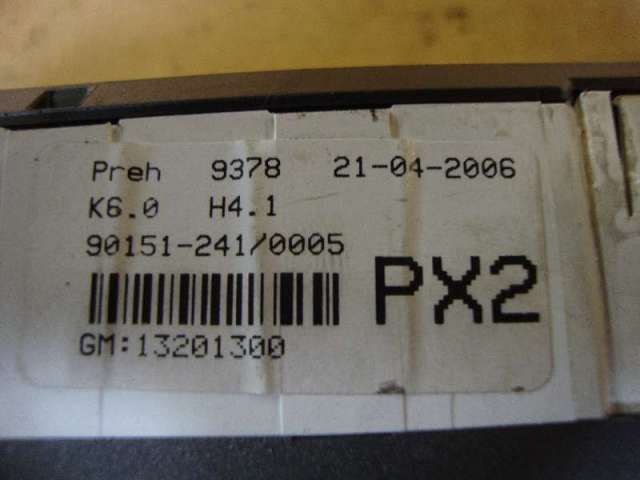 Preh 9378 21-04-2006
K6.0 H4.1
90151-241/0005
PX2
GM:13201300